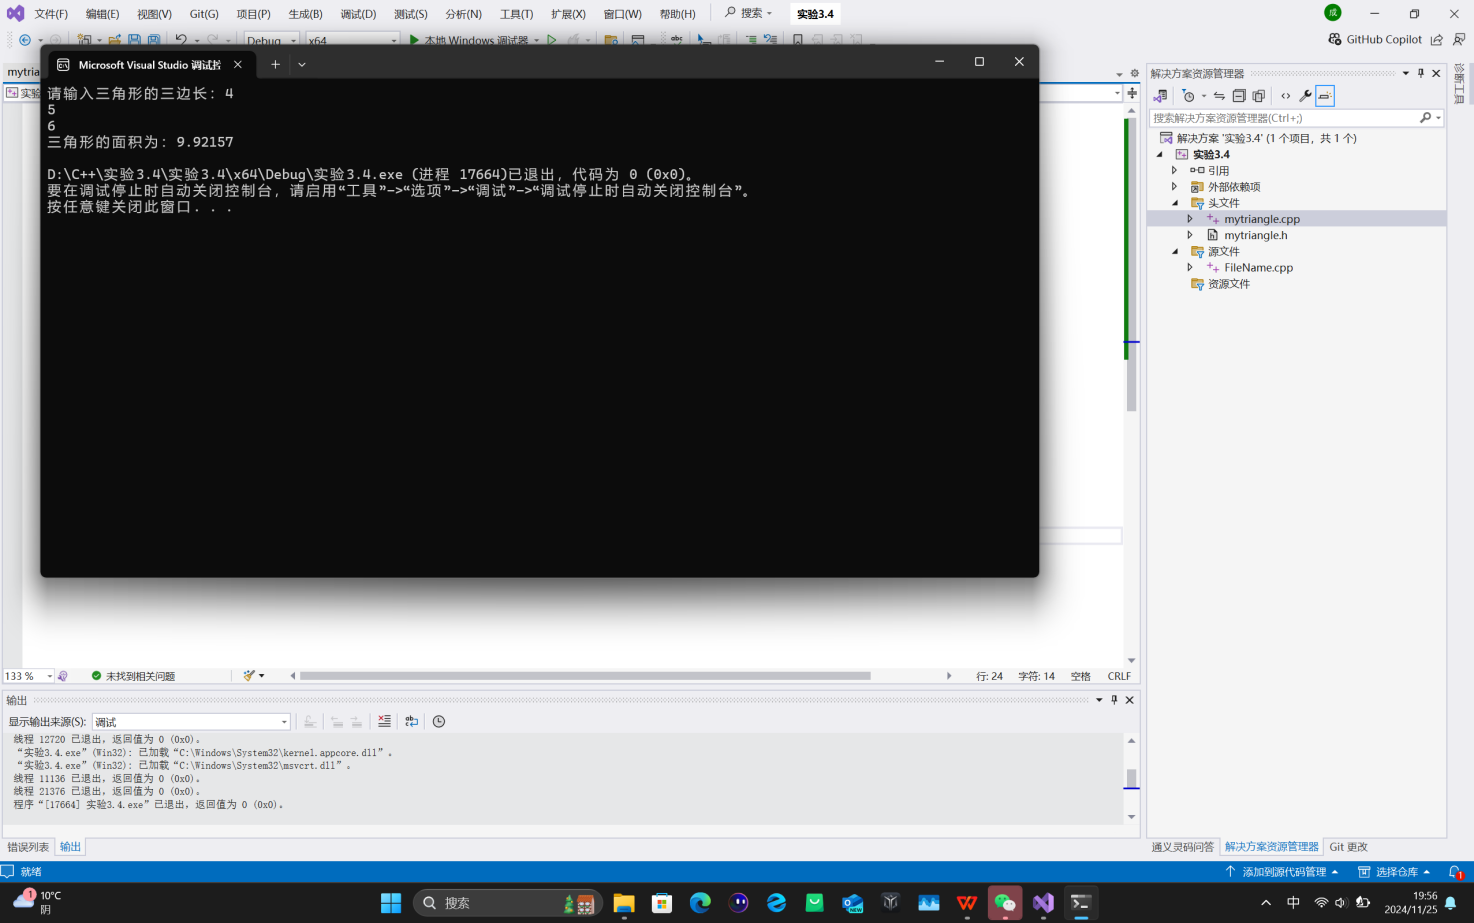 文件(F) 编辑(E) 视图(V) Git(G) 项目(P) 生成(B) 调试(D) 测试(S) 分析(N) 工具(T) 扩展(X) 窗口(W) 帮助(H) 搜索 实验3.4 成
Debug x64 本地 Windows 调试器 GitHub Copilot
Microsoft Visual Studio 调试控
请输入三角形的三边长: 4
5
6
三角形的面积为: 9.92157
D:\C++\实验3.4\实验3.4\x64\Debug\实验3.4.exe (进程 17664)已退出，代码为 0 (0x0)。
要在调试停止时自动关闭控制台，请启用“工具”->“选项”->“调试”->“调试停止时自动关闭控制台”。
按任意键关闭此窗口. . .
mytria
实验
解决方案资源管理器
搜索解决方案资源管理器(Ctrl+;)
解决方案 '实验3.4' (1 个项目，共 1 个)
实验3.4
引用
外部依赖项
头文件
mytriangle.cpp
mytriangle.h
源文件
FileName.cpp
资源文件
诊断工具
133 % 未找到相关问题 行: 24 字符: 14 空格 CRLF
输出
显示输出来源(S): 调试
线程 12720 已退出，返回值为 0 (0x0)。
“实验3.4.exe”(Win32): 已加载“C:\Windows\System32\kernel.appcore.dll”。
“实验3.4.exe”(Win32): 已加载“C:\Windows\System32\msvcrt.dll”。
线程 11136 已退出，返回值为 0 (0x0)。
线程 21376 已退出，返回值为 0 (0x0)。
程序“[17664] 实验3.4.exe”已退出，返回值为 0 (0x0)。
错误列表 输出
通义灵码问答 解决方案资源管理器 Git 更改
就绪 添加到源代码管理 选择仓库 1
1 10°C
阴
搜索
NEW
中
19:56
2024/11/25